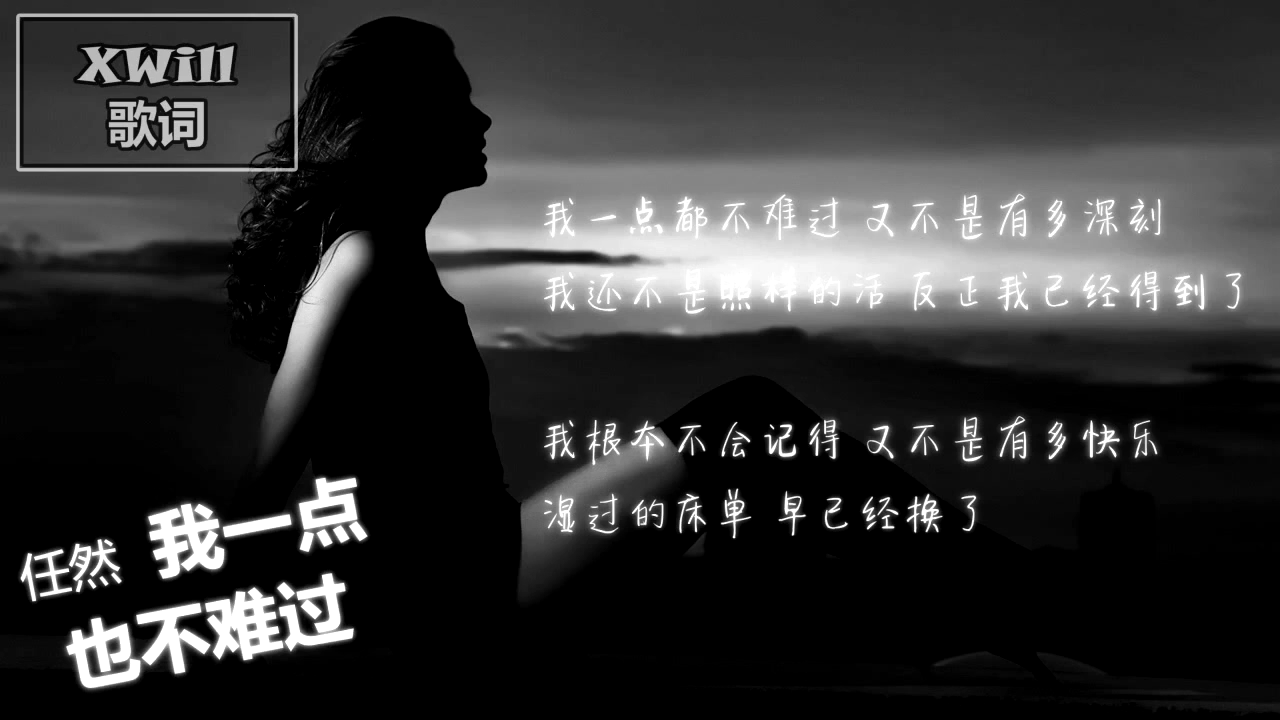 XWill
歌词
我一点都不难过 又不是有多深刻
我还不是照样的活 反正我已经得到了
我根本不会记得 又不是有多快乐
湿过的床单 早已经换了
任然 我一点
也不难过